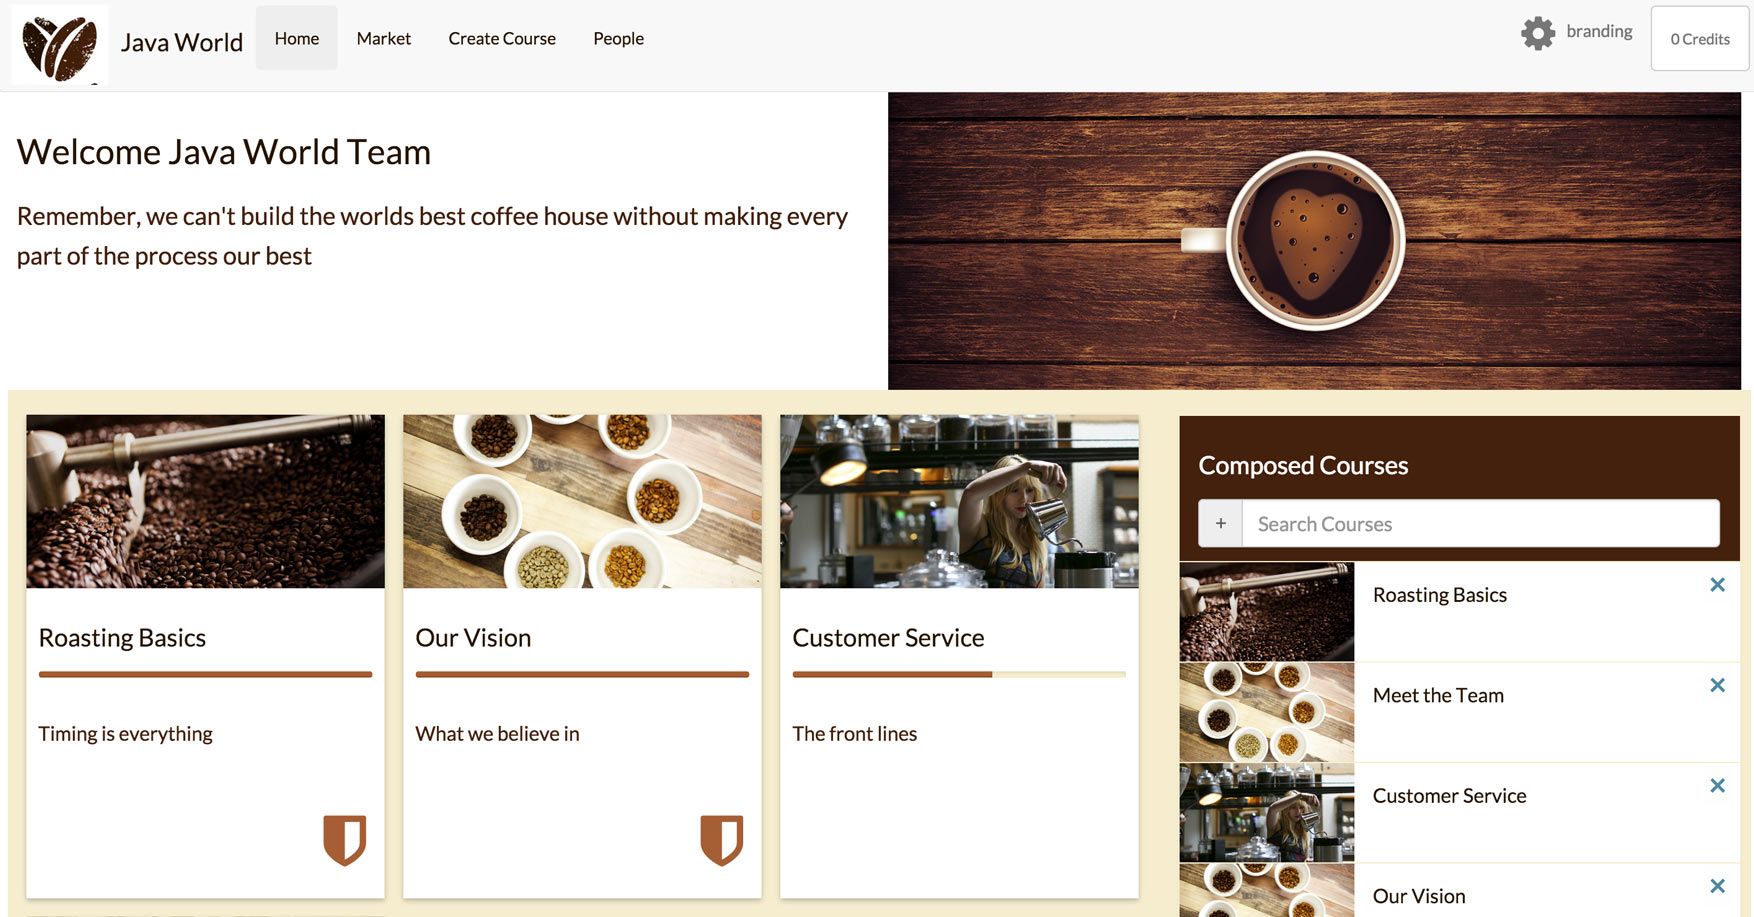 Java World
Home
Market
Create Course
People
branding
0 Credits
Welcome Java World Team
Remember, we can't build the worlds best coffee house without making every
part of the process our best
Roasting Basics
Timing is everything
Our Vision
What we believe in
Customer Service
The front lines
Composed Courses
+
Search Courses
Roasting Basics
Meet the Team
Customer Service
Our Vision